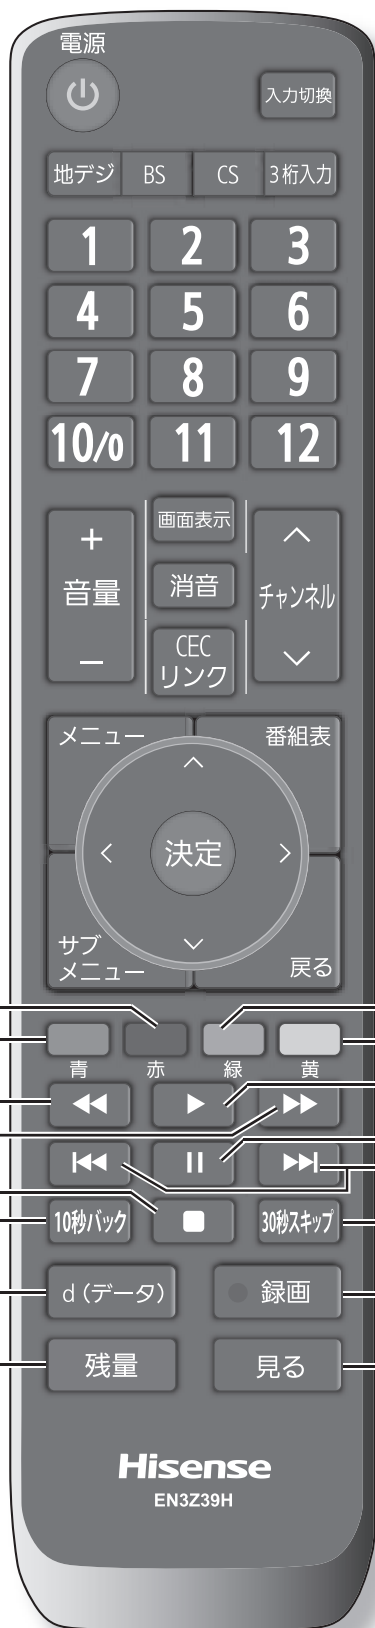 電源
入力切換
地デジ BS CS 3桁入力
1 2 3
4 5 6
7 8 9
10/0 11 12
+
音量
−
画面表示
消音
CEC
リンク
チャンネル
メニュー
番組表
決定
サブ
メニュー
戻る
青 赤 緑 黄
10秒バック
30秒スキップ
d(データ)
録画
残量
見る
Hisense
EN3Z39H